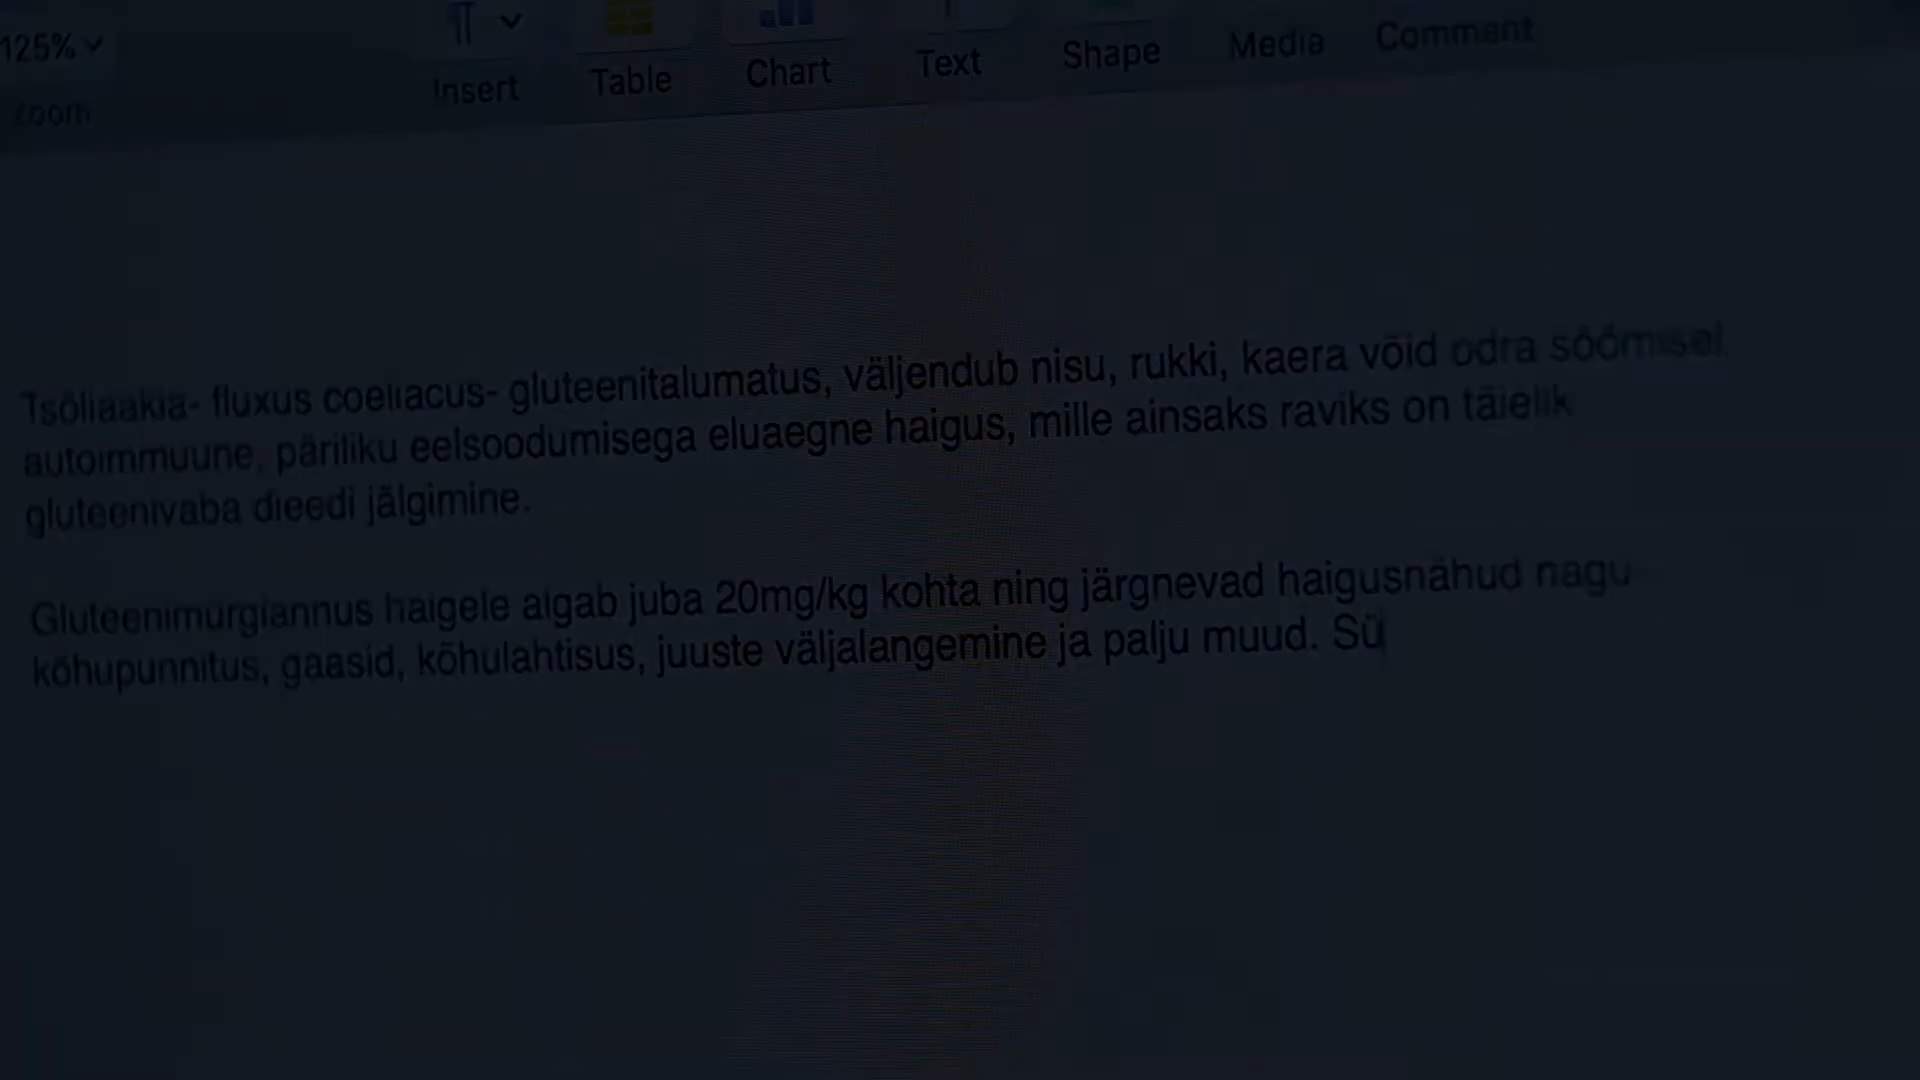 125%
Zoom
Insert
Table
Chart
Text
Shape
Media
Comment
Tsöliaakia- fluxus coeliacus- gluteenitalumatus, väljendub nisu, rukki, kaera võid odra söömisel
autoimmuune, päriliku eelsoodumisega eluaegne haigus, mille ainsaks raviks on täielik
gluteenivaba dieedi jälgimine.
Gluteenimürgiannus haigele algab juba 20mg/kg kohta ning järgnevad haigusnähud nagu
kõhupunnitus, gaasid, kõhulahtisus, juuste väljalangemine ja palju muud. Sü